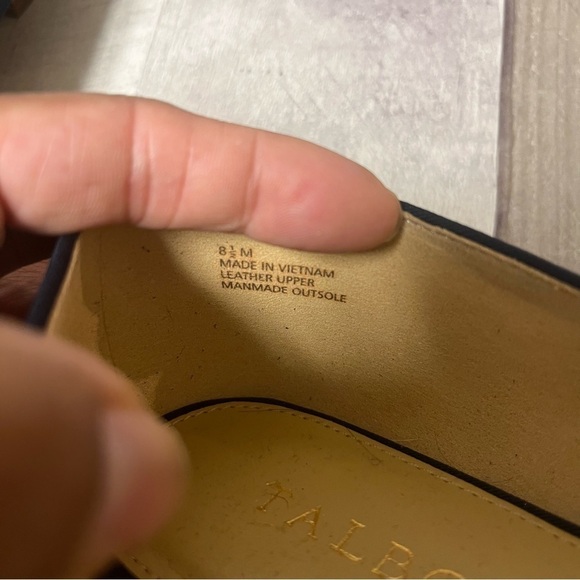 8½ M
MADE IN VIETNAM
LEATHER UPPER
MANMADE OUTSOLE
TALBO